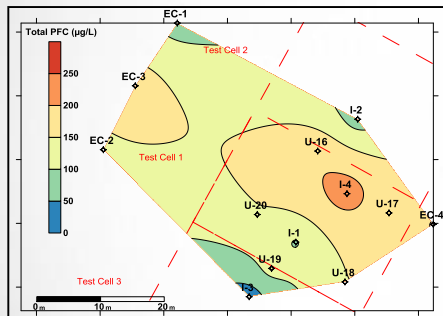 EC-1
Total PFC (µg/L)
Test Cell 2
250
200
150
100
50
0
EC-3
I-2
EC-2
Test Cell 1
U-16
I-4
U-20
U-17
EC-4
I-1
U-19
U-18
I-3
Test Cell 3
0 m
10 m
20 m